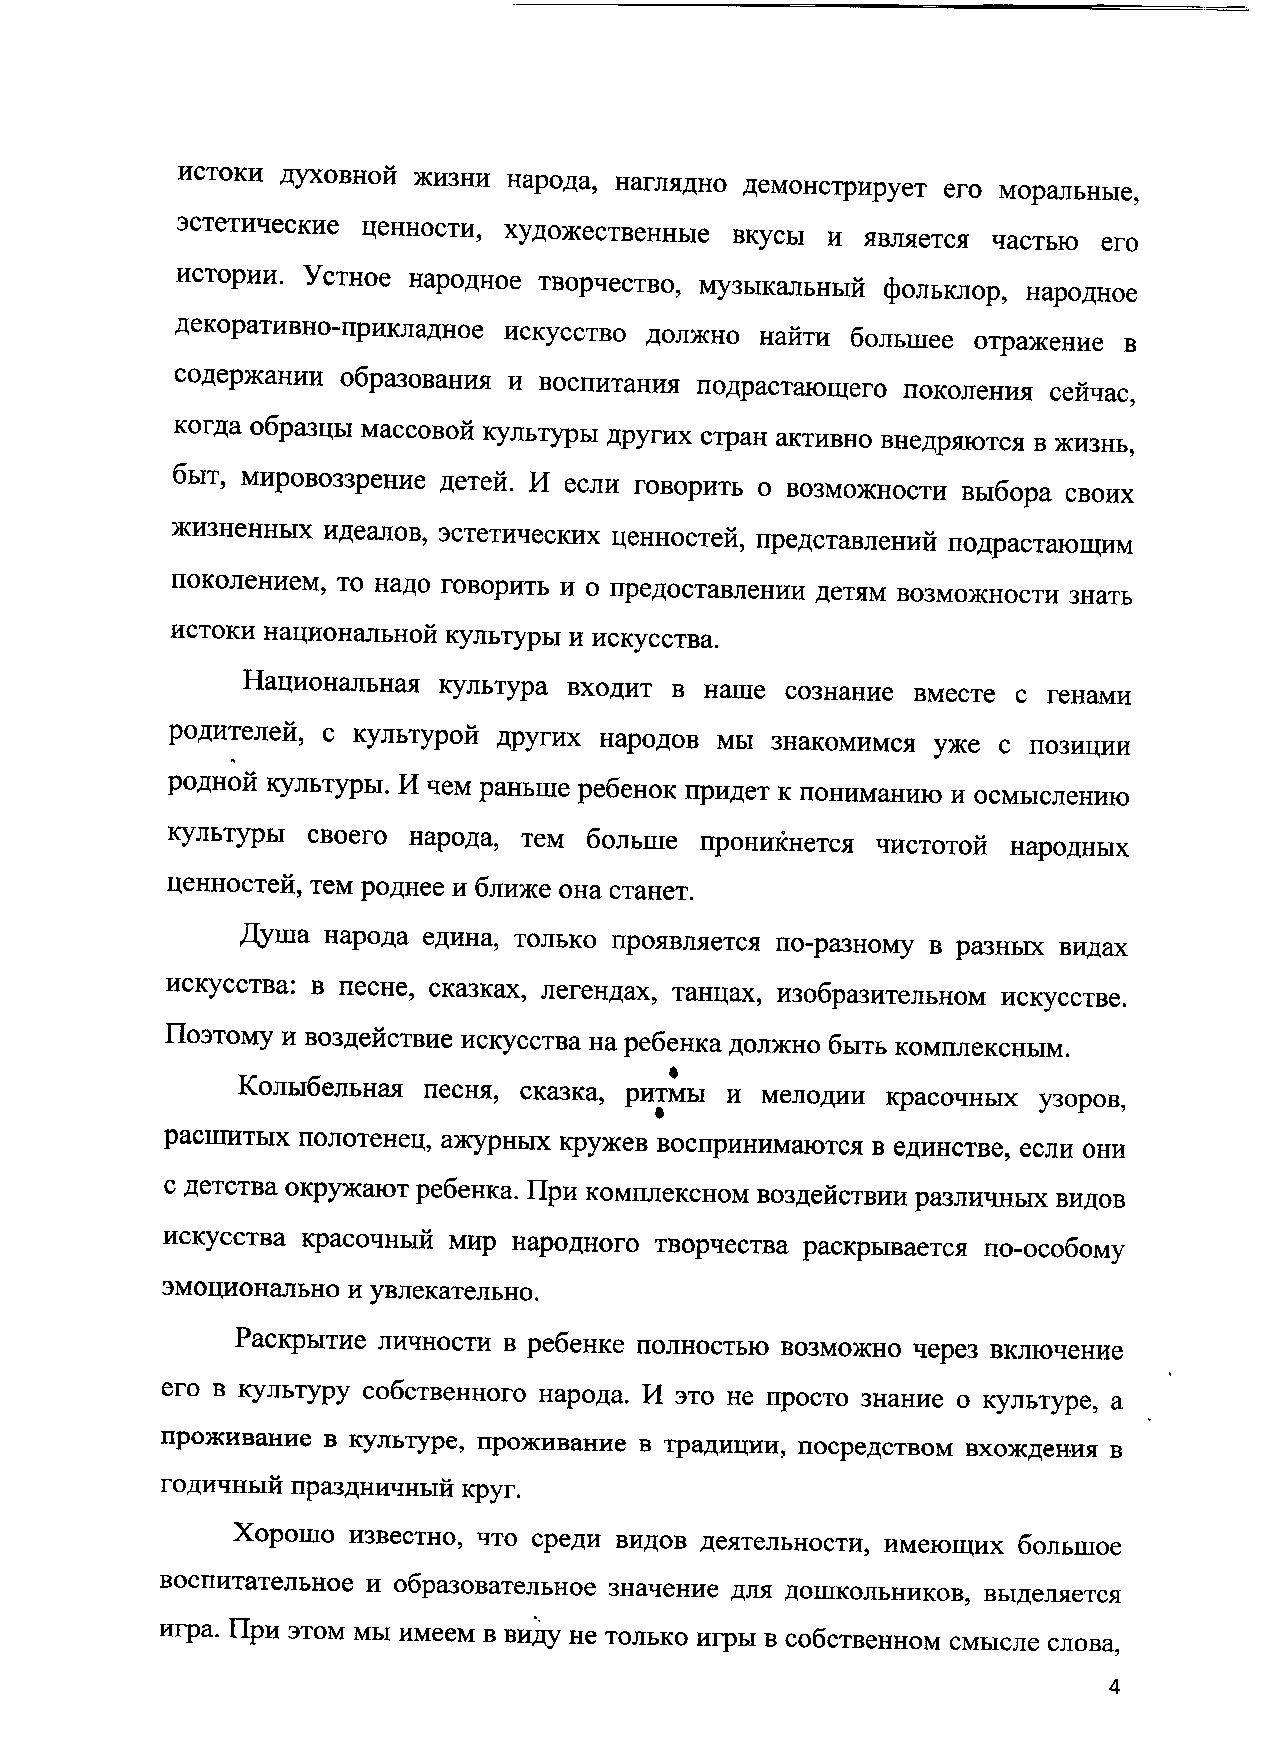 истоки духовной жизни народа, наглядно демонстрирует его моральные,
эстетические ценности, художественные вкусы и является частью его
истории. Устное народное творчество, музыкальный фольклор, народное
декоративно-прикладное искусство должно найти большее отражение в
содержании образования и воспитания подрастающего поколения сейчас,
когда образцы массовой культуры других стран активно внедряются в жизнь,
быт, мировоззрение детей. И если говорить о возможности выбора своих
жизненных идеалов, эстетических ценностей, представлений подрастающим
поколением, то надо говорить и о предоставлении детям возможности знать
истоки национальной культуры и искусства.
Национальная культура входит в наше сознание вместе с генами
родителей, с культурой других народов мы знакомимся уже с позиции
родной культуры. И чем раньше ребенок придет к пониманию и осмыслению
культуры своего народа, тем больше проникнется чистотой народных
ценностей, тем роднее и ближе она станет.
Душа народа едина, только проявляется по-разному в разных видах
искусства: в песне, сказках, легендах, танцах, изобразительном искусстве.
Поэтому и воздействие искусства на ребенка должно быть комплексным.
Колыбельная песня, сказка, ритмы и мелодии красочных узоров,
расшитых полотенец, ажурных кружев воспринимаются в единстве, если они
с детства окружают ребенка. При комплексном воздействии различных видов
искусства красочный мир народного творчества раскрывается по-особому
эмоционально и увлекательно.
Раскрытие личности в ребенке полностью возможно через включение
его в культуру собственного народа. И это не просто знание о культуре, а
проживание в культуре, проживание в традиции, посредством вхождения в
годичный праздничный круг.
Хорошо известно, что среди видов деятельности, имеющих большое
воспитательное и образовательное значение для дошкольников, выделяется
игра. При этом мы имеем в виду не только игры в собственном смысле слова,
4